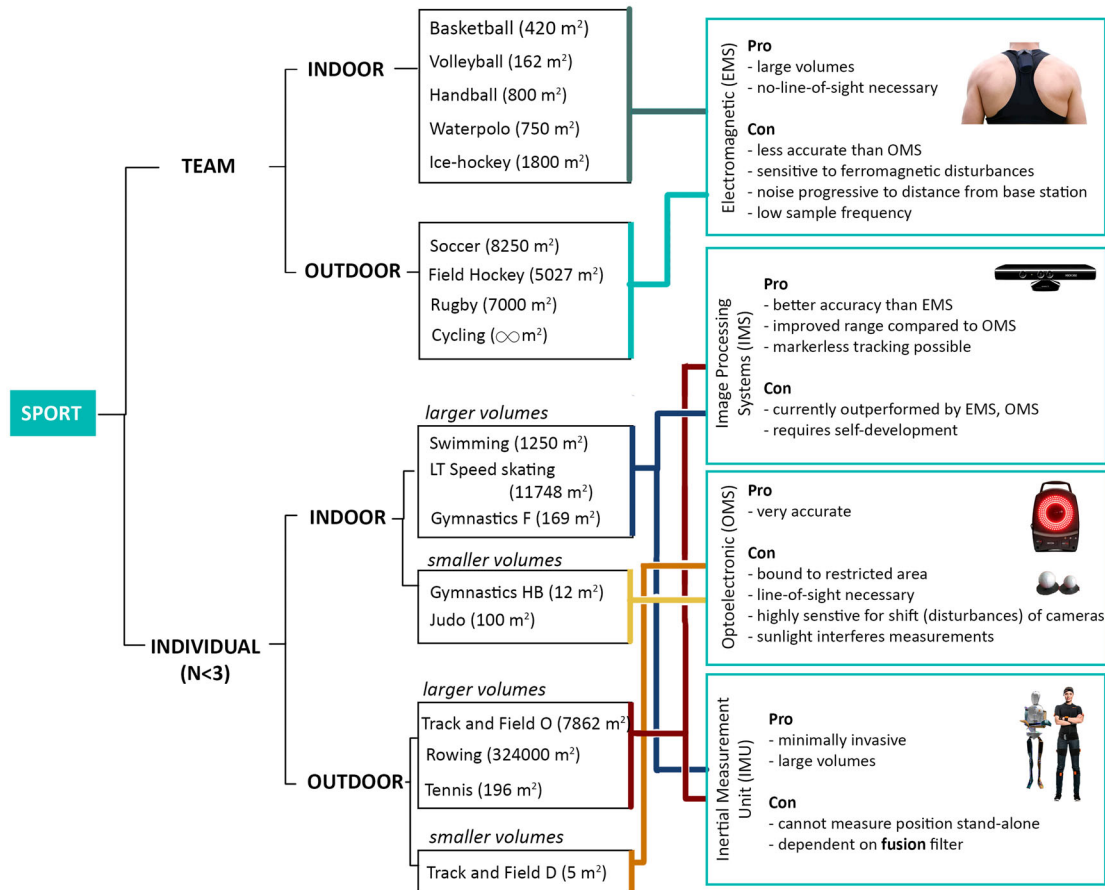 SPORT
TEAM
INDOOR
Basketball (420 m²)
Volleyball (162 m²)
Handball (800 m²)
Waterpolo (750 m²)
Ice-hockey (1800 m²)
OUTDOOR
Soccer (8250 m²)
Field Hockey (5027 m²)
Rugby (7000 m²)
Cycling (∞m²)
INDIVIDUAL
(N<3)
INDOOR
larger volumes
Swimming (1250 m²)
LT Speed skating
(11748 m²)
Gymnastics F (169 m²)
smaller volumes
Gymnastics HB (12 m²)
Judo (100 m²)
OUTDOOR
larger volumes
Track and Field O (7862 m²)
Rowing (324000 m²)
Tennis (196 m²)
smaller volumes
Track and Field D (5 m²)
Electromagnetic (EMS)
Pro
- large volumes
- no-line-of-sight necessary
Con
- less accurate than OMS
- sensitive to ferromagnetic disturbances
- noise progressive to distance from base station
- low sample frequency
Image Processing
Systems (IMS)
Pro
- better accuracy than EMS
- improved range compared to OMS
- markerless tracking possible
Con
- currently outperformed by EMS, OMS
- requires self-development
Optoelectronic (OMS)
Pro
- very accurate
Con
- bound to restricted area
- line-of-sight necessary
- highly senstive for shift (disturbances) of cameras
- sunlight interferes measurements
Inertial Measurement
Unit (IMU)
Pro
- minimally invasive
- large volumes
Con
- cannot measure position stand-alone
- dependent on fusion filter